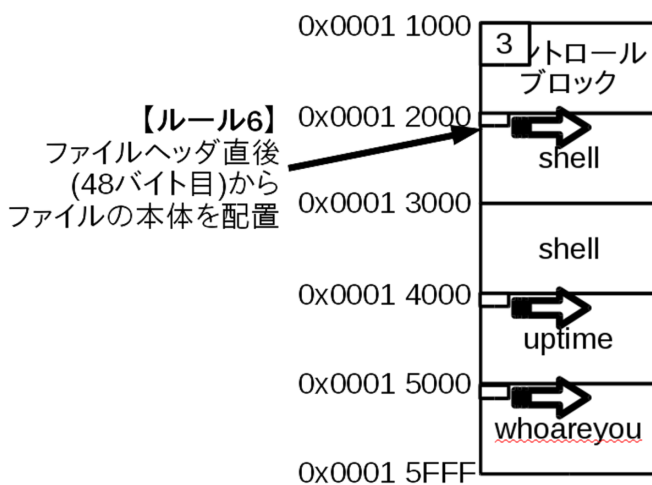 0x0001 1000
3
ントロール
ブロック
【ルール6】
ファイルヘッダ直後
(48バイト目)から
ファイルの本体を配置
0x0001 2000
shell
0x0001 3000
shell
0x0001 4000
uptime
0x0001 5000
whoareyou
0x0001 5FFF